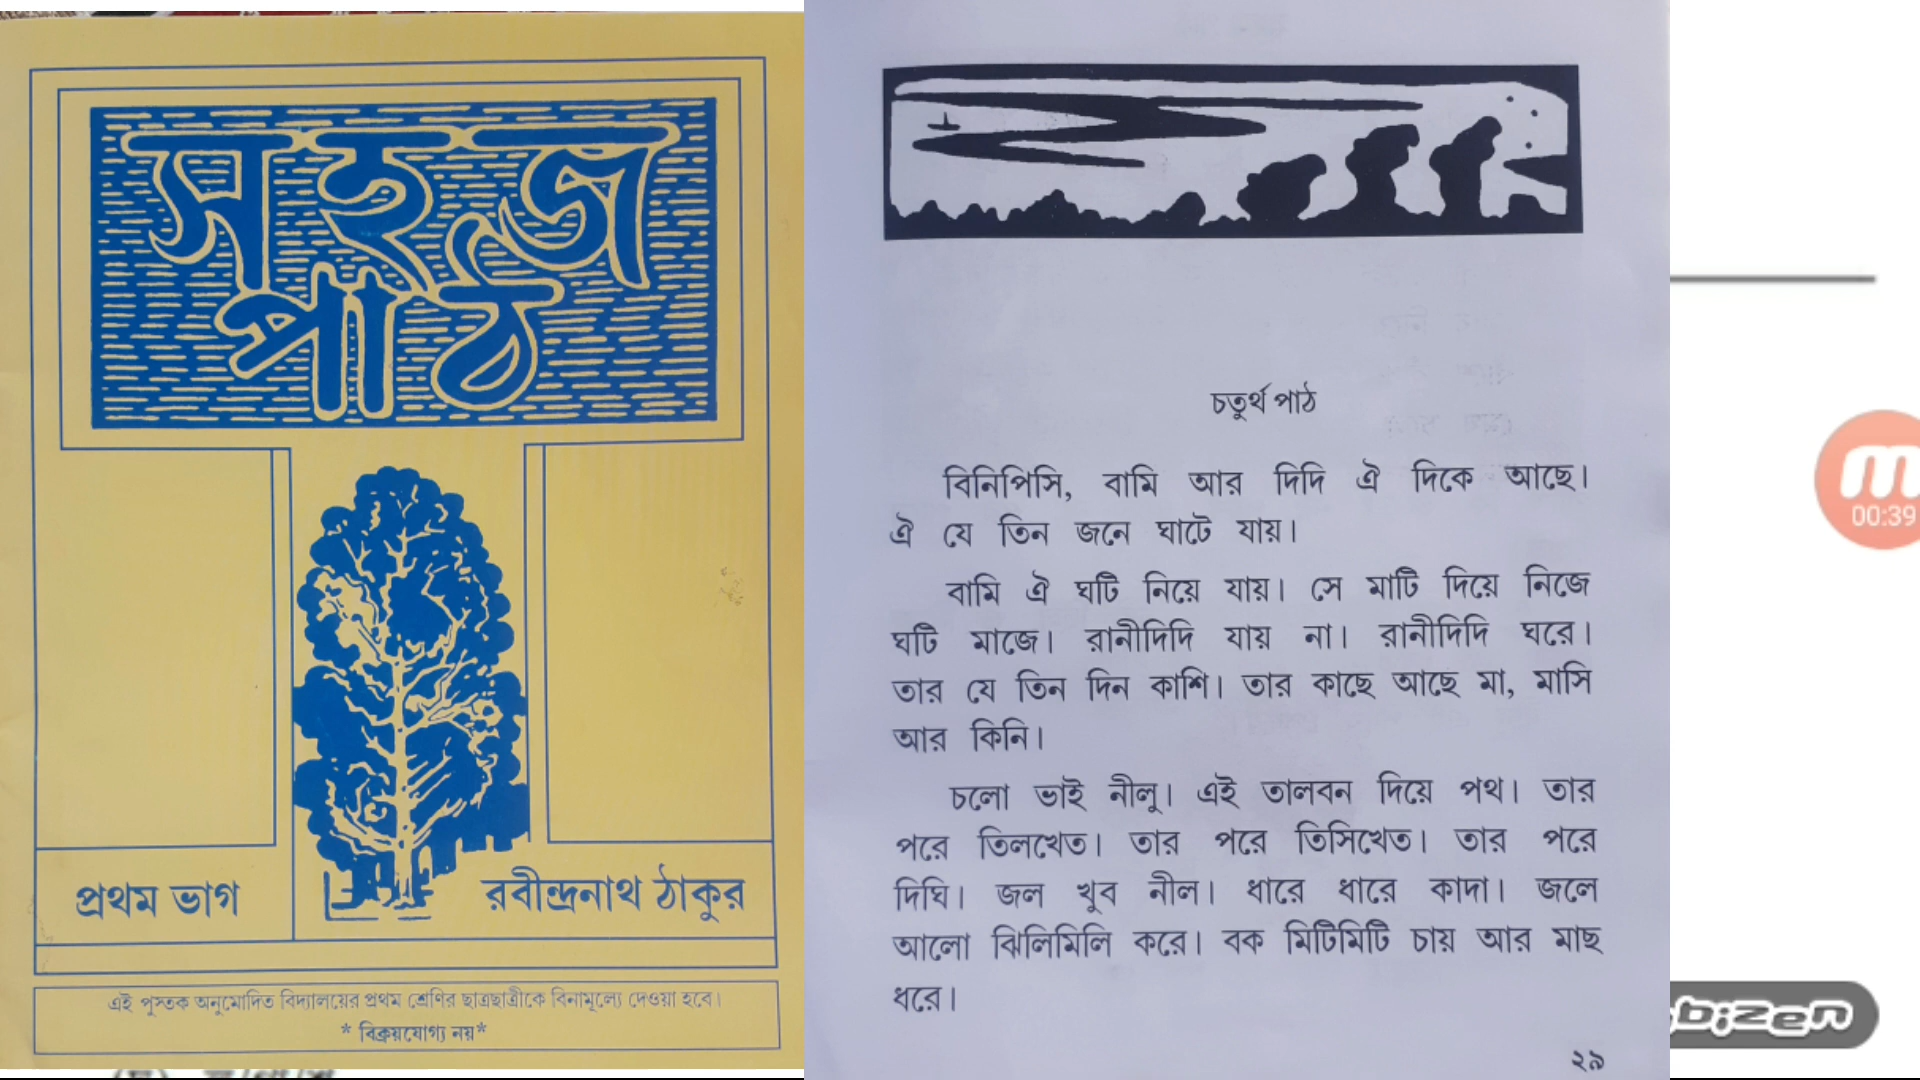 সহজ
পাঠ
প্রথম ভাগ
রবীন্দ্রনাথ ঠাকুর
এই পুস্তক অনুমোদিত বিদ্যালয়ের প্রথম শ্রেণির ছাত্রছাত্রীকে বিনামূল্যে দেওয়া হবে।
* বিক্রয়যোগ্য নয়*
চতুর্থ পাঠ
বিনিপিসি, বামি আর দিদি ঐ দিকে আছে।
ঐ যে তিন জনে ঘাটে যায়।
বামি ঐ ঘটি নিয়ে যায়। সে মাটি দিয়ে নিজে
ঘটি মাজে। রানীদিদি যায় না। রানীদিদি ঘরে।
তার যে তিন দিন কাশি। তার কাছে আছে মা, মাসি
আর কিনি।
চলো ভাই নীলু। এই তালবন দিয়ে পথ। তার
পরে তিলখেত। তার পরে তিসিখেত। তার পরে
দিঘি। জল খুব নীল। ধারে ধারে কাদা। জলে
আলো ঝিলিমিলি করে। বক মিটিমিটি চায় আর মাছ
ধরে।
২৯
00:39
bizen